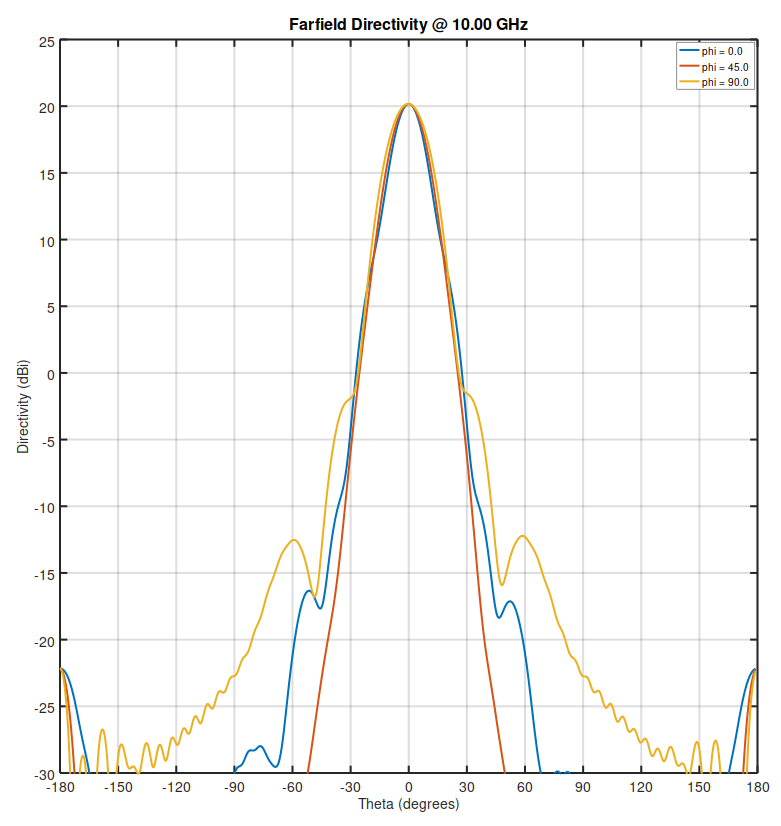 Farfield Directivity @ 10.00 GHz
phi = 0.0
phi = 45.0
phi = 90.0
25
20
15
10
5
0
-5
-10
-15
-20
-25
-30
Directivity (dBi)
-180 -150 -120 -90 -60 -30 0 30 60 90 120 150 180
Theta (degrees)